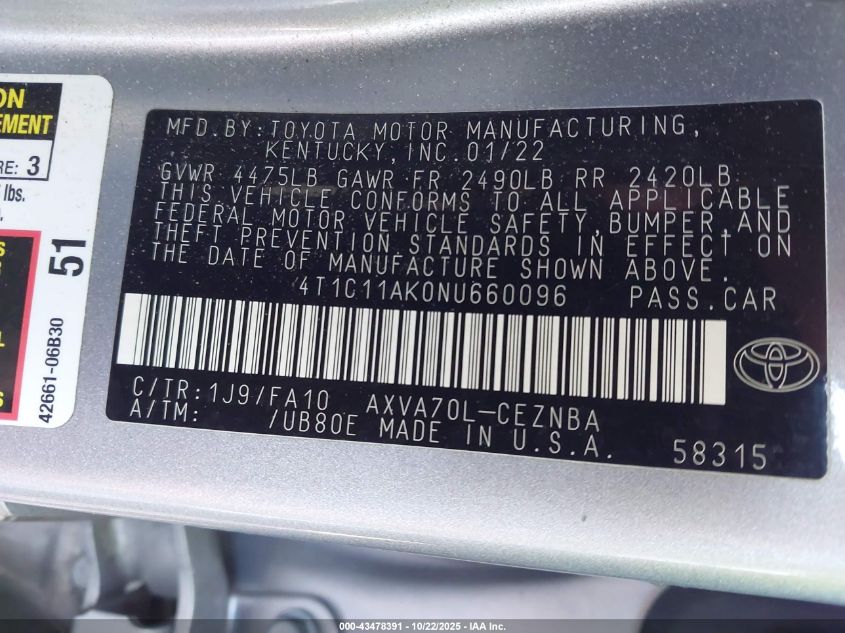 ON
EMENT
RE: 3
lbs.
51
42661-06B30
MFD.BY:TOYOTA MOTOR MANUFACTURING,
KENTUCKY,INC.01/22
GVWR 4475LB GAWR FR 2490LB RR 2420LB
THIS VEHICLE CONFORMS TO ALL APPLICABLE
FEDERAL MOTOR VEHICLE SAFETY,BUMPER,AND
THEFT PREVENTION STANDARDS IN EFFECT ON
THE DATE OF MANUFACTURE SHOWN ABOVE.
4T1C11AK0NU660096 PASS.CAR
C/TR:1J9/FA10 AXVA70L-CEZNBA
A/TM: /UB80E MADE IN U.S.A.
58315
000-43478391 - 10/22/2025 - IAA Inc.